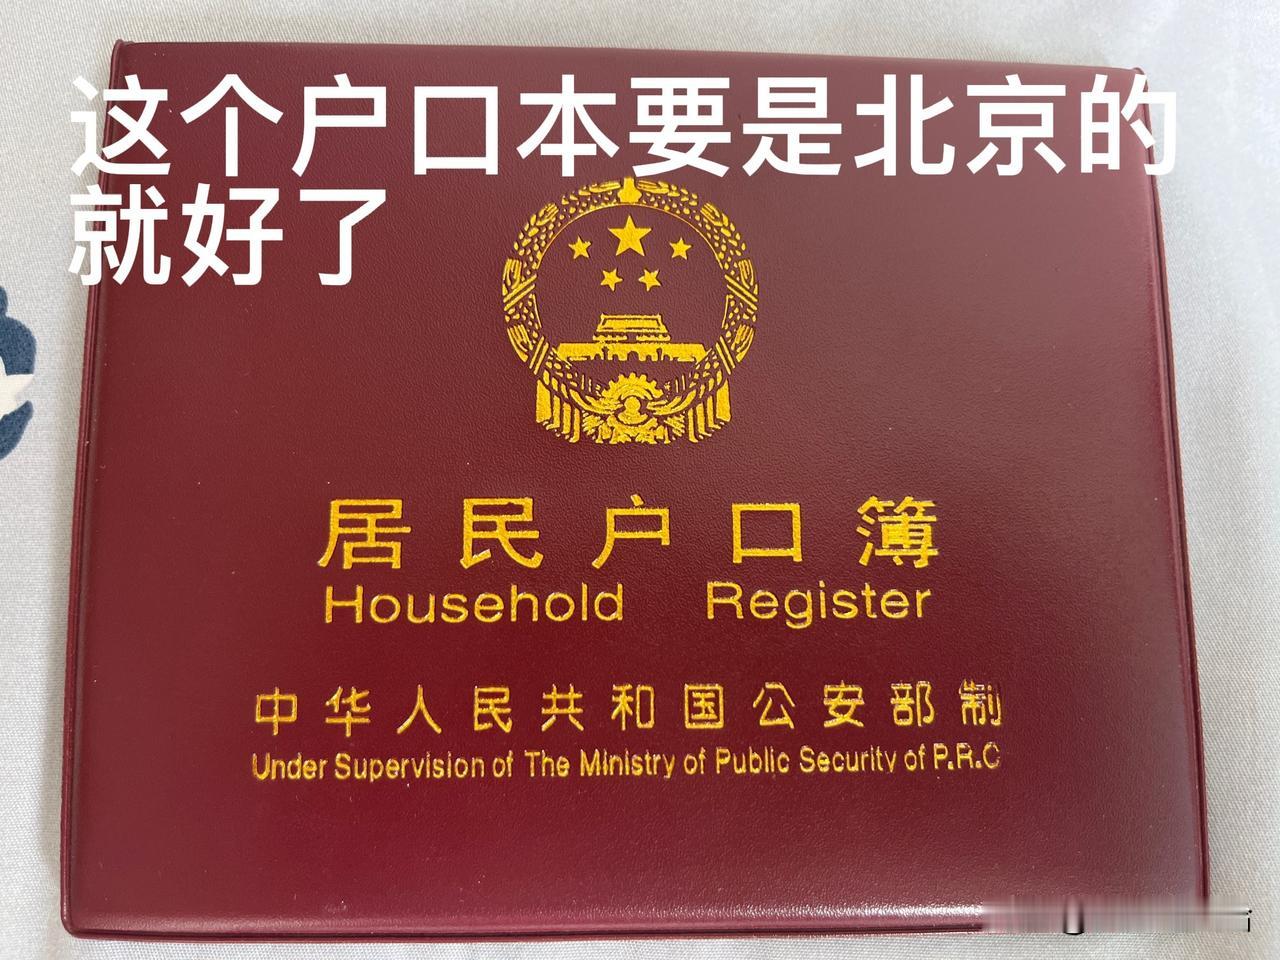 这个户口本要是北京的
就好了
居民户口簿
Household Register
中华人民共和国公安部制
Under Supervision of The Ministry of Public Security of P.R.C